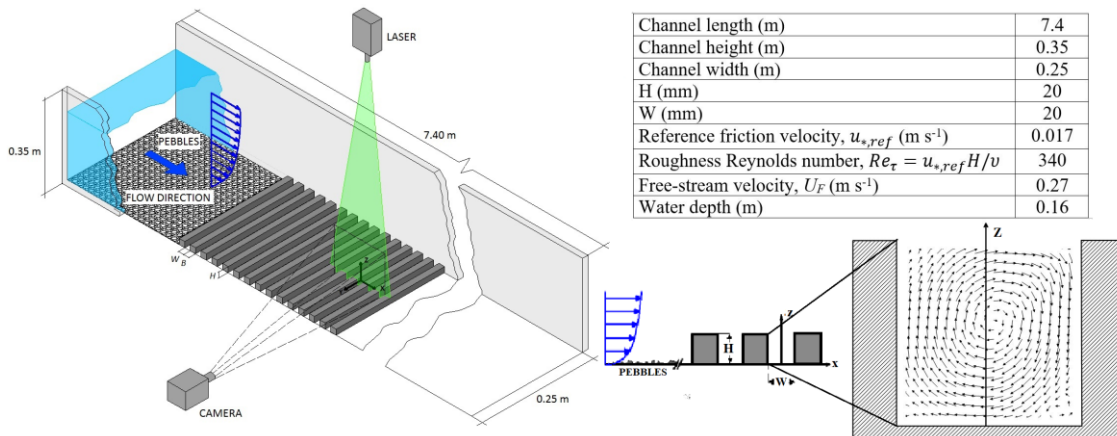 LASER
7.40 m
0.35 m
PEBBLES
FLOW DIRECTION
W
B
H
z
x
CAMERA
0.25 m
Channel length (m) 7.4
Channel height (m) 0.35
Channel width (m) 0.25
H (mm) 20
W (mm) 20
Reference friction velocity, u*,ref (m s-1) 0.017
Roughness Reynolds number, Reτ = u*,refH/υ 340
Free-stream velocity, UF (m s-1) 0.27
Water depth (m) 0.16
Z
z
H
PEBBLES
W
x